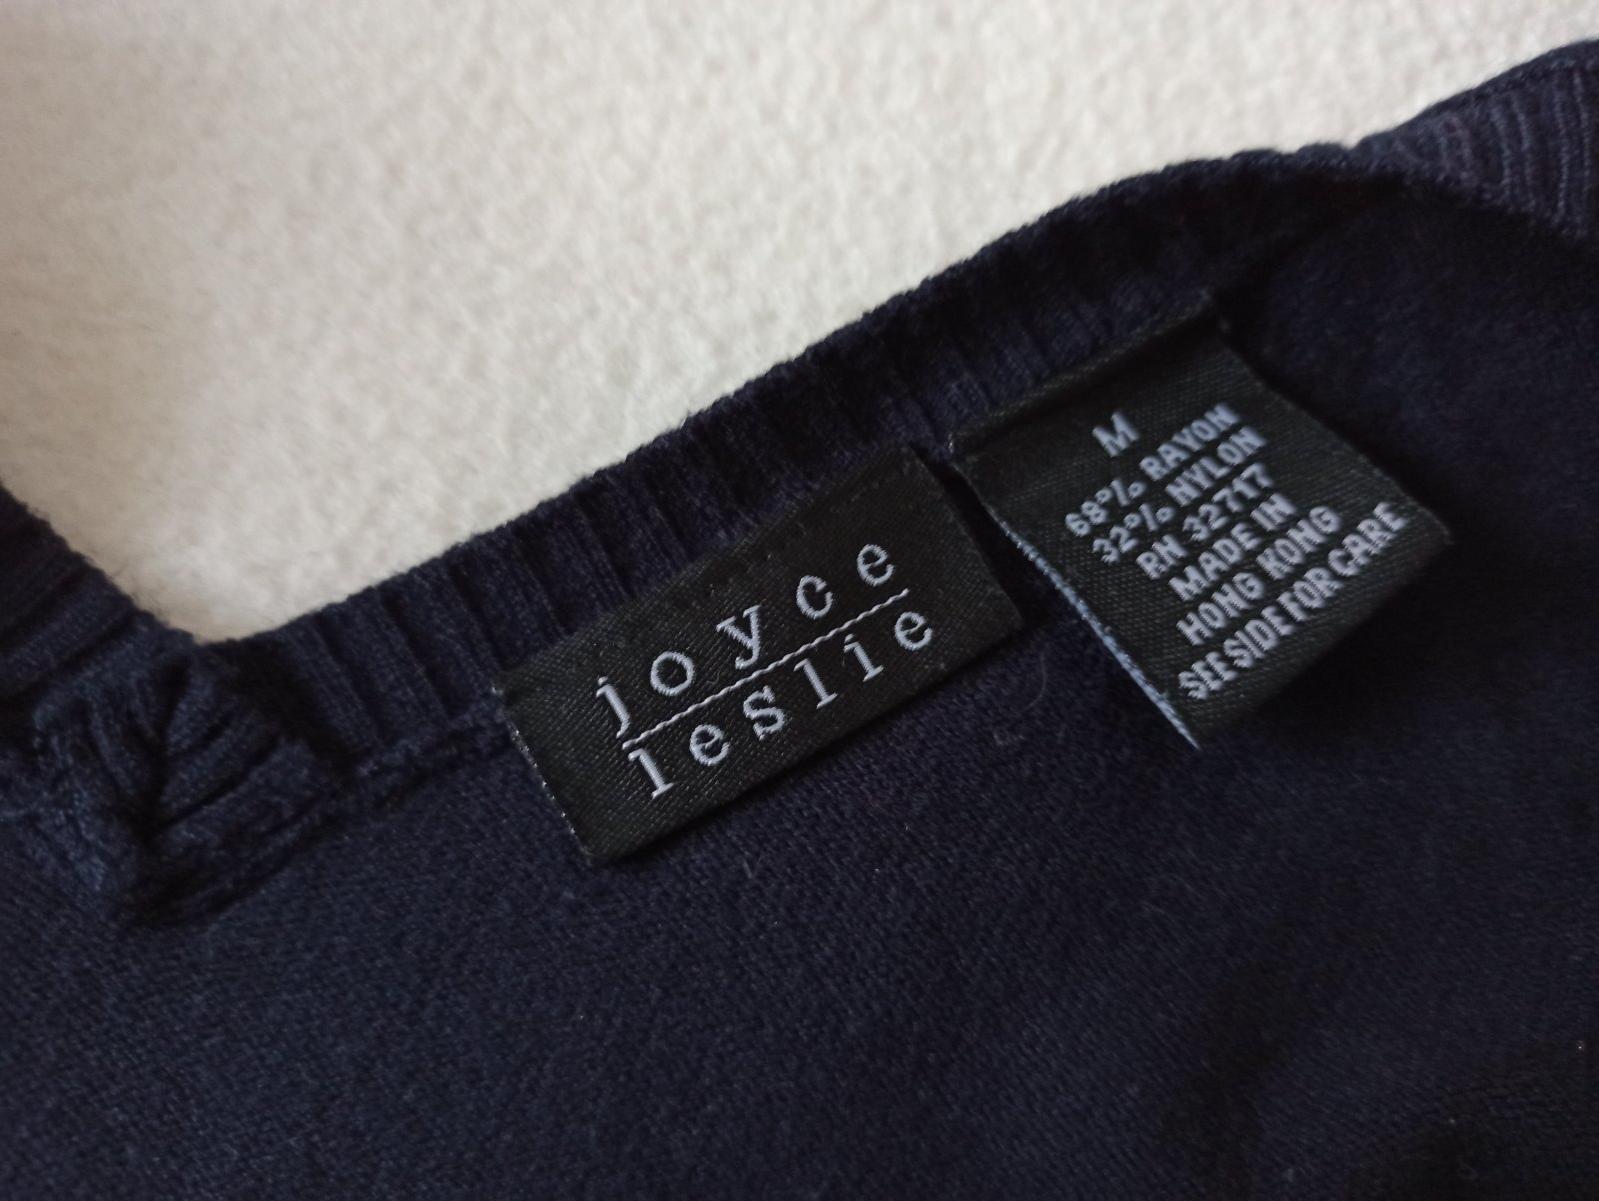 joyce
leslie
M
68% RAYON
32% NYLON
RN 32717
MADE IN
HONG KONG
SEE SIDE FOR CARE